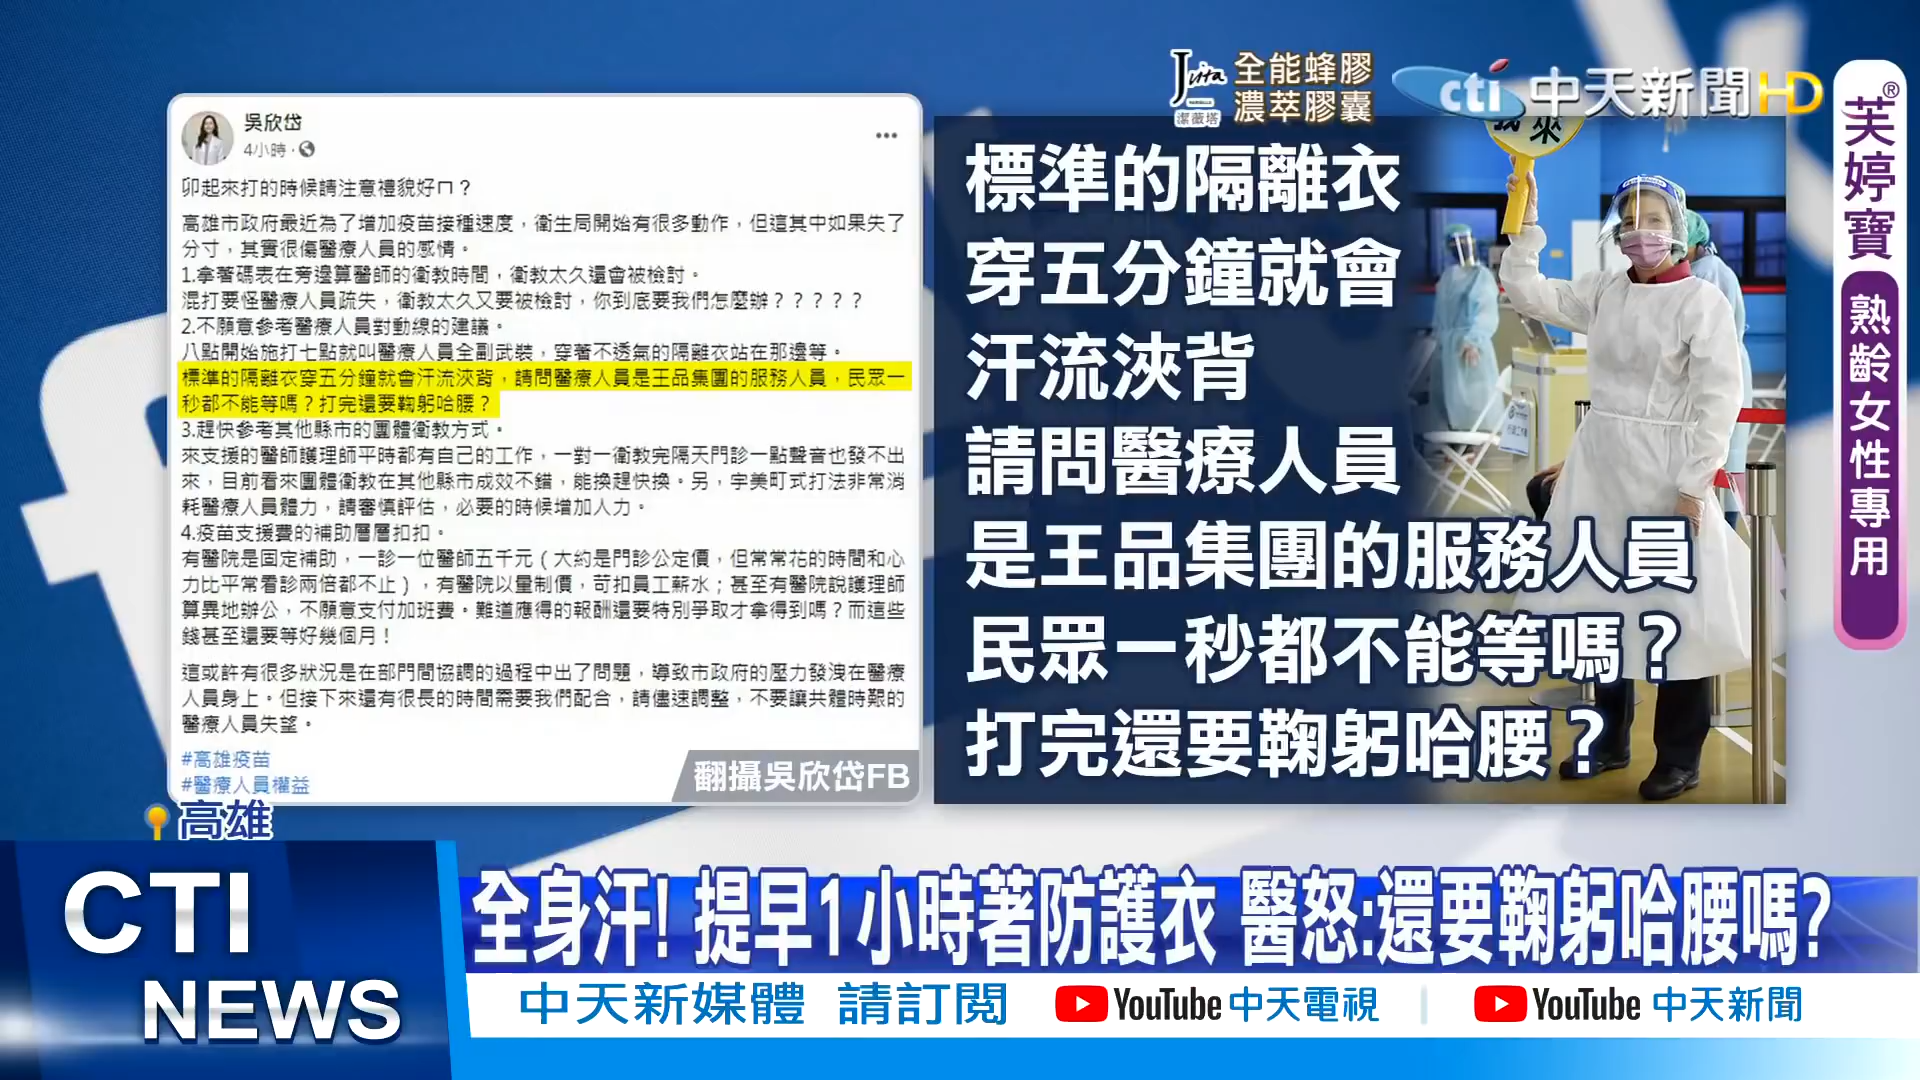 Jvita
潔薇塔
全能蜂膠
濃萃膠囊
cti 中天新聞HD
芙婷寶®
熟齡女性專用
吳欣岱
4小時
卯起來打的時候請注意禮貌好ㄇ？
高雄市政府最近為了增加疫苗接種速度，衛生局開始有很多動作，但這其中如果失了
分寸，其實很傷醫療人員的感情。
1.拿著碼表在旁邊算醫師的衛教時間，衛教太久還會被檢討。
混打要怪醫療人員疏失，衛教太久又要被檢討，你到底要我們怎麼辦？？？？？
2.不願意參考醫療人員對動線的建議。
八點開始施打七點就叫醫療人員全副武裝，穿著不透氣的隔離衣站在那邊等。
標準的隔離衣穿五分鐘就會汗流浹背，請問醫療人員是王品集團的服務人員，民眾一
秒都不能等嗎？打完還要鞠躬哈腰？
3.趕快參考其他縣市的團體衛教方式。
來支援的醫師護理師平時都有自己的工作，一對一衛教完隔天門診一點聲音也發不出
來，目前看來團體衛教在其他縣市成效不錯，能換趕快換。另，宇美町式打法非常消
耗醫療人員體力，請審慎評估，必要的時候增加人力。
4.疫苗支援費的補助層層扣扣。
有醫院是固定補助，一診一位醫師五千元（大約是門診公定價，但常常花的時間和心
力比平常看診兩倍都不止），有醫院以量制價，苛扣員工薪水；甚至有醫院說護理師
算異地辦公，不願意支付加班費。難道應得的報酬還要特別爭取才拿得到嗎？而這些
錢甚至還要等好幾個月！
這或許有很多狀況是在部門間協調的過程中出了問題，導致市政府的壓力發洩在醫療
人員身上。但接下來還有很長的時間需要我們配合，請儘速調整，不要讓共體時艱的
醫療人員失望。
#高雄疫苗
#醫療人員權益
翻攝吳欣岱FB
我來
標準的隔離衣
穿五分鐘就會
汗流浹背
請問醫療人員
是王品集團的服務人員
民眾一秒都不能等嗎？
打完還要鞠躬哈腰？
高雄
CTI
NEWS
全身汗! 提早1小時著防護衣 醫怒:還要鞠躬哈腰嗎?
中天新媒體 請訂閱 YouTube 中天電視 YouTube 中天新聞